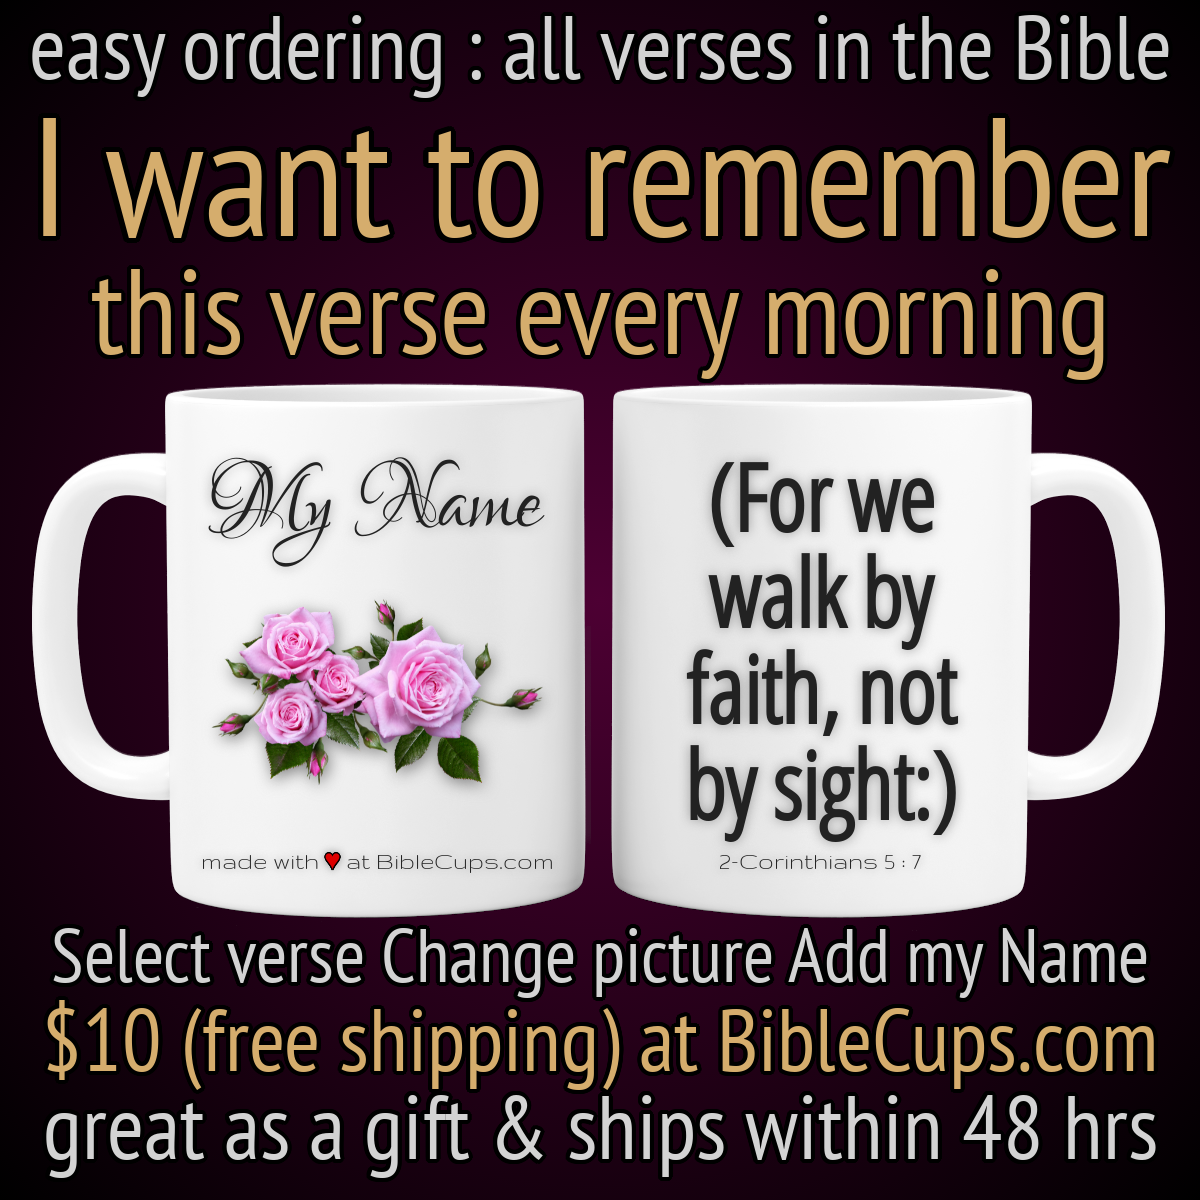 easy ordering : all verses in the Bible
I want to remember
this verse every morning
My Name
made with ❤ at BibleCups.com
(For we
walk by
faith, not
by sight:)
2-Corinthians 5 : 7
Select verse Change picture Add my Name
$10 (free shipping) at BibleCups.com
great as a gift & ships within 48 hrs